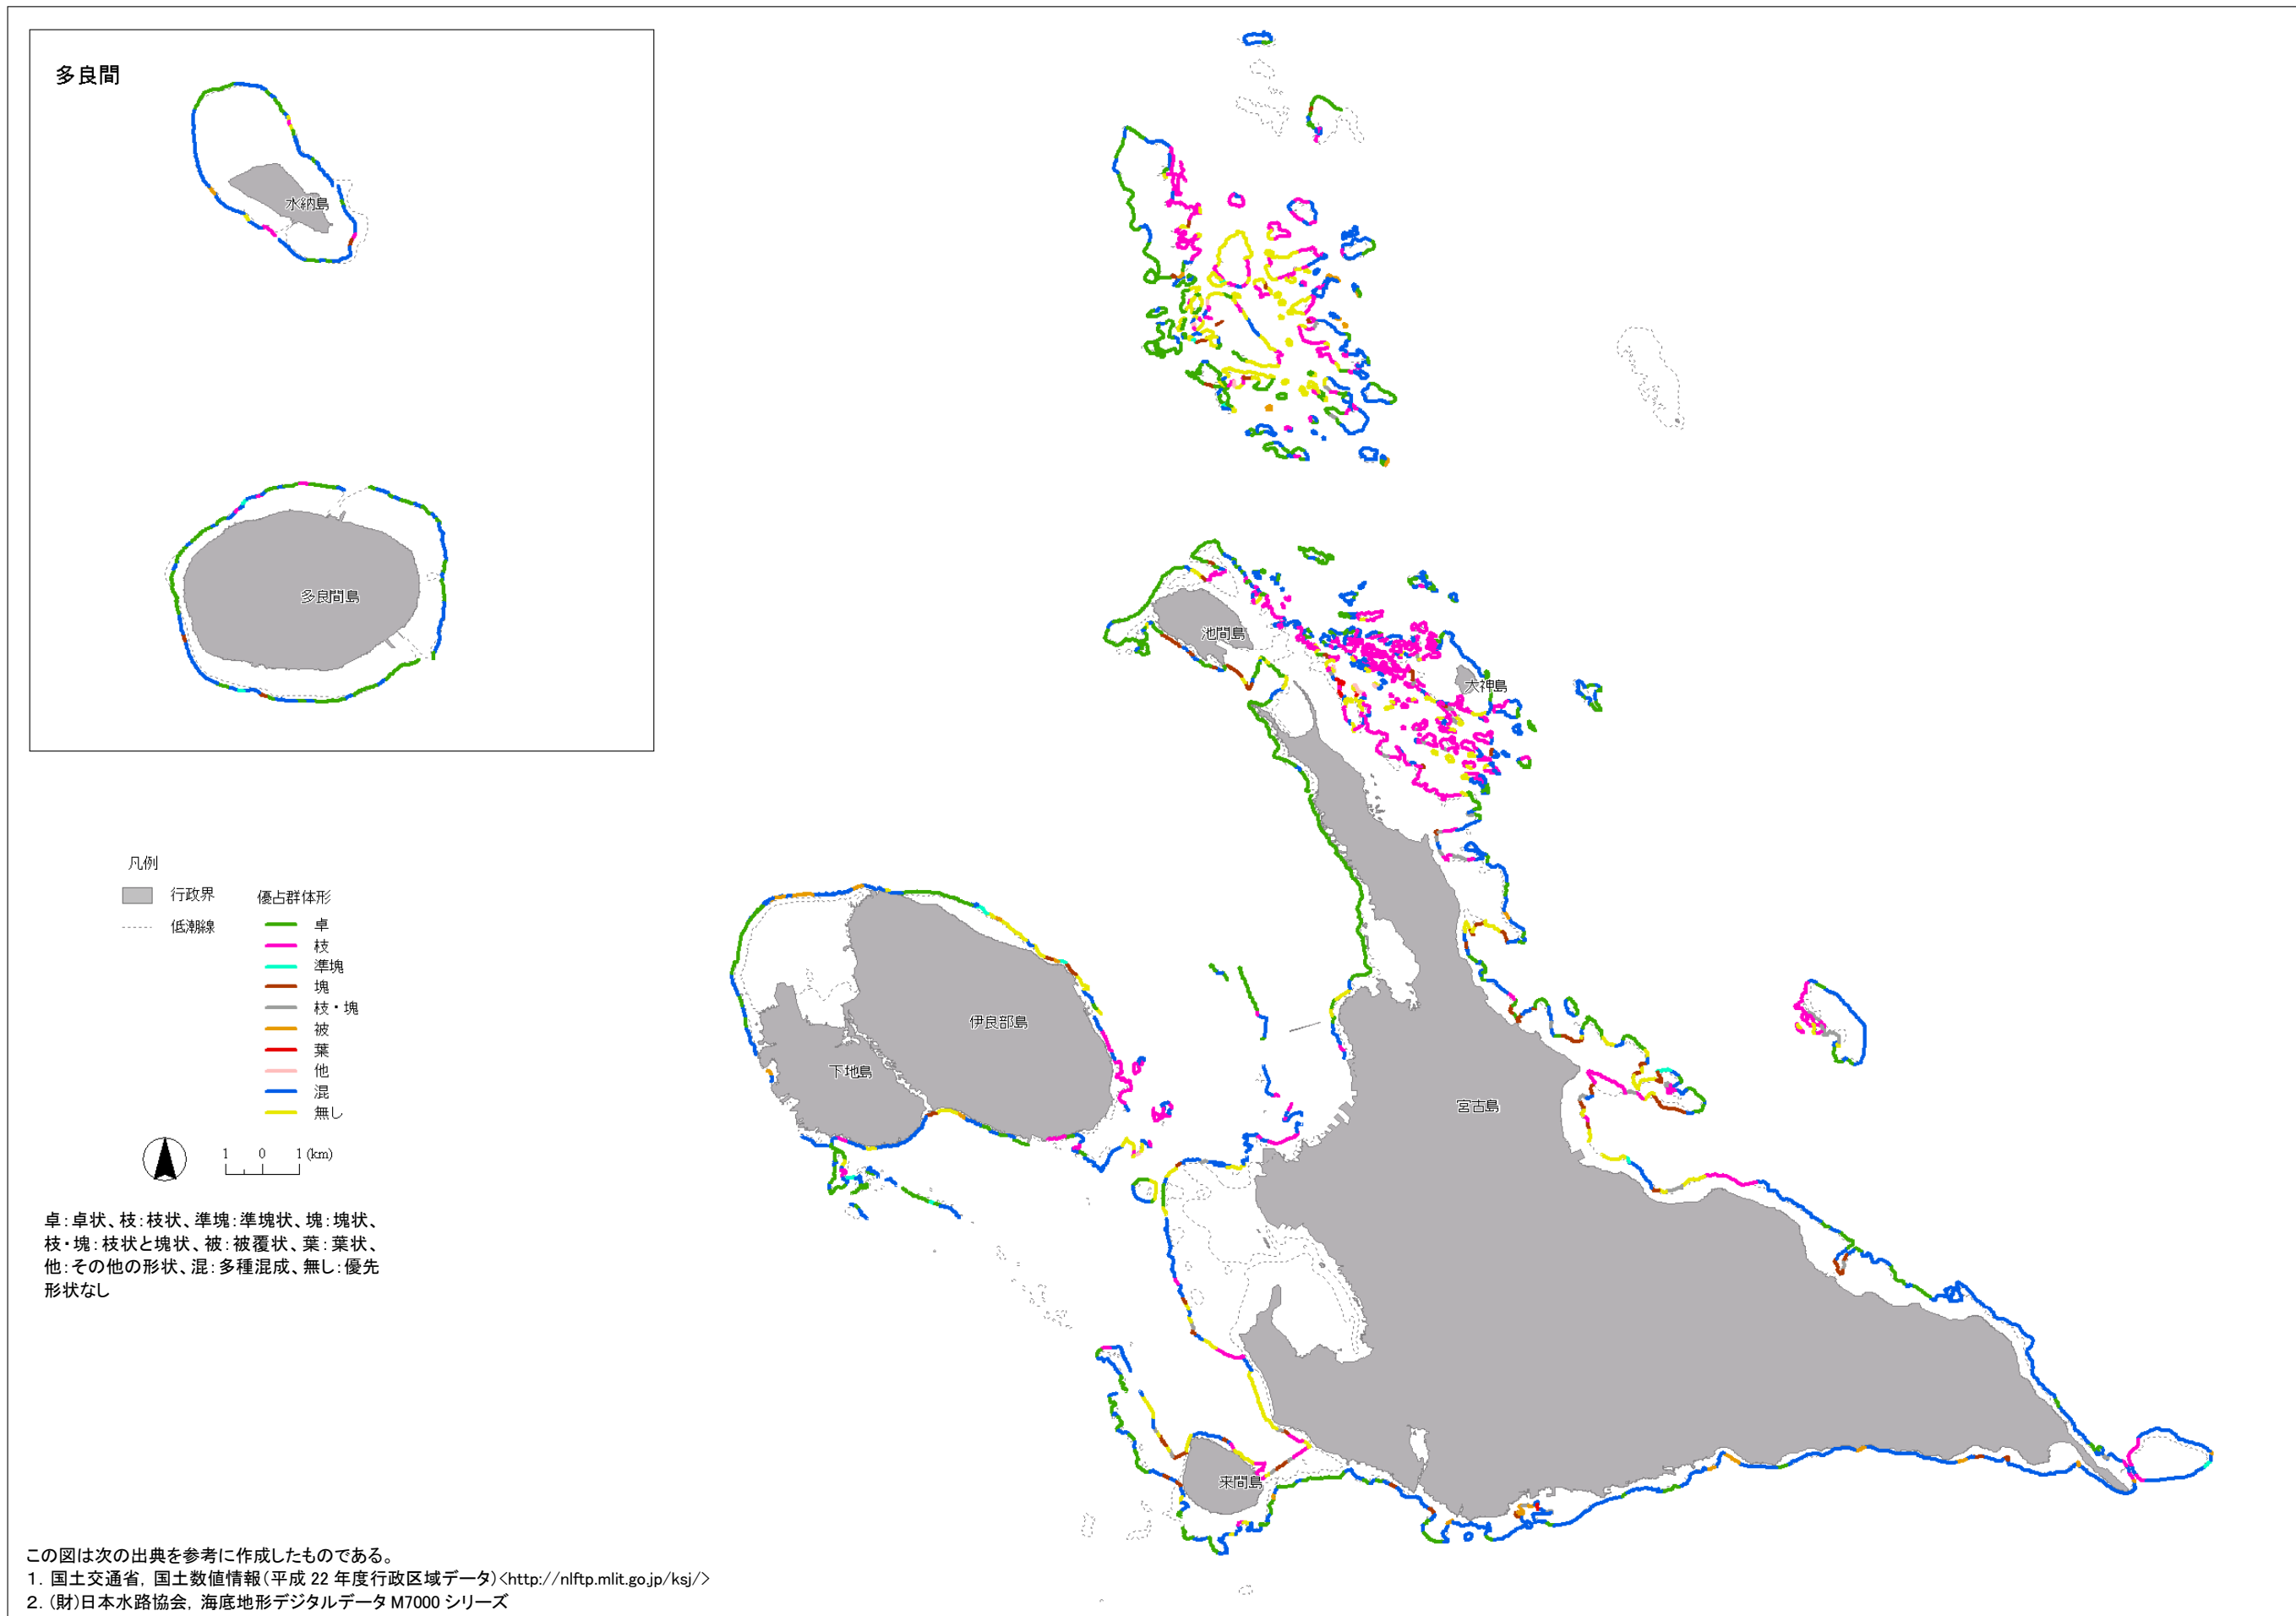 多良間
水納島
多良間島
池間島
大神島
伊良部島
下地島
宮古島
来間島
凡例
行政界
低潮線
優占群体形
卓
枝
準塊
塊
枝・塊
被
葉
他
混
無し
1 0 1 (km)
卓:卓状、枝:枝状、準塊:準塊状、塊:塊状、
枝・塊:枝状と塊状、被:被覆状、葉:葉状、
他:その他の形状、混:多種混成、無し:優先
形状なし
この図は次の出典を参考に作成したものである。
1. 国土交通省, 国土数値情報(平成 22 年度行政区域データ)<http://nlftp.mlit.go.jp/ksj/>
2. (財)日本水路協会, 海底地形デジタルデータ M7000 シリーズ